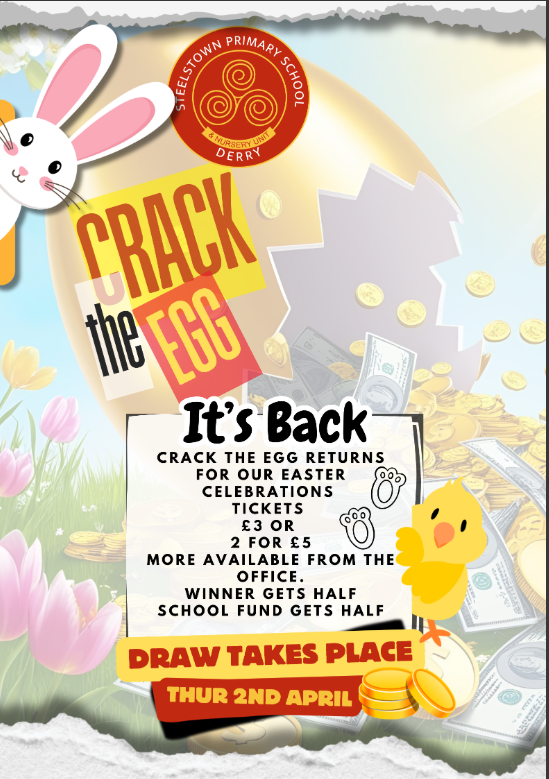 STEELSTOWN PRIMARY SCHOOL
& NURSERY UNIT
DERRY
CRACK
the EGG
It's Back
CRACK THE EGG RETURNS
FOR OUR EASTER
CELEBRATIONS
TICKETS
£3 OR
2 FOR £5
MORE AVAILABLE FROM THE
OFFICE.
WINNER GETS HALF
SCHOOL FUND GETS HALF
DRAW TAKES PLACE
THUR 2ND APRIL